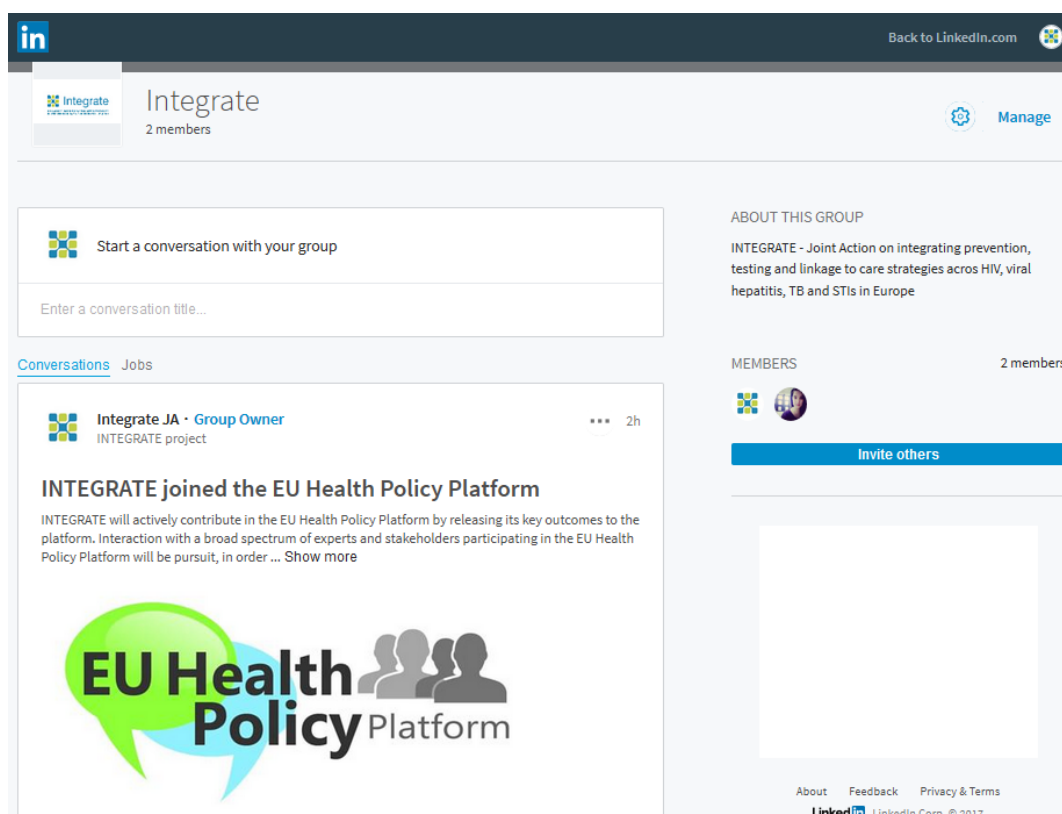 in
Back to LinkedIn.com
Integrate
Integrate
2 members
Manage
Start a conversation with your group
Enter a conversation title...
Conversations Jobs
Integrate JA · Group Owner
INTEGRATE project
2h
INTEGRATE joined the EU Health Policy Platform
INTEGRATE will actively contribute in the EU Health Policy Platform by releasing its key outcomes to the
platform. Interaction with a broad spectrum of experts and stakeholders participating in the EU Health
Policy Platform will be pursuit, in order ... Show more
EU Health
Policy Platform
ABOUT THIS GROUP
INTEGRATE - Joint Action on integrating prevention,
testing and linkage to care strategies acros HIV, viral
hepatitis, TB and STIs in Europe
MEMBERS 2 members
Invite others
About Feedback Privacy & Terms
Linked in LinkedIn Corp. © 2017